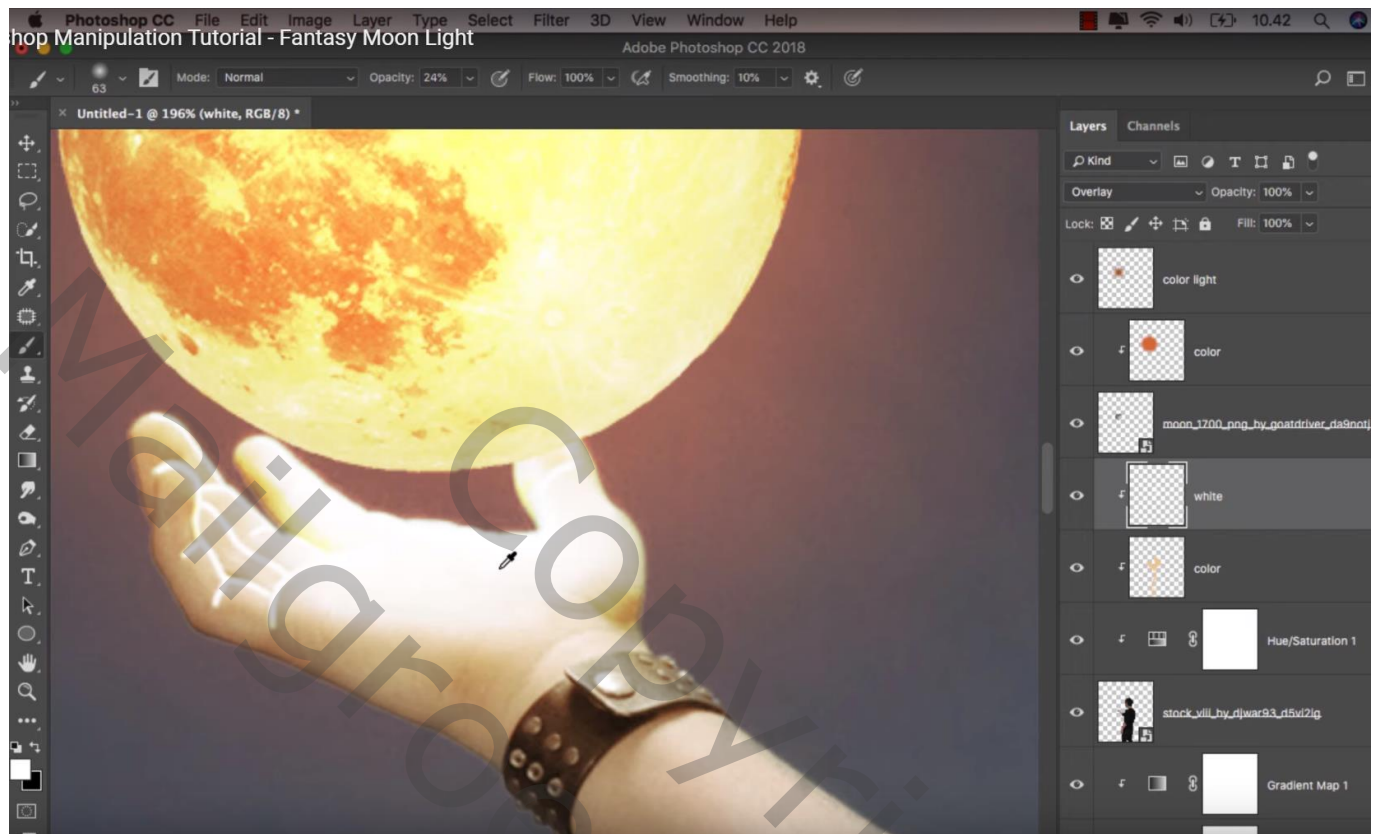 Photoshop CC File Edit Image Layer Type Select Filter 3D View Window Help 10.42
hop Manipulation Tutorial - Fantasy Moon Light
Adobe Photoshop CC 2018
63 Mode: Normal Opacity: 24% Flow: 100% Smoothing: 10%
× Untitled-1 @ 196% (white, RGB/8) *
Layers Channels
Kind
Overlay Opacity: 100%
Lock: Fill: 100%
color light
color
moon_1700_png_by_goatdriver_da9notj
white
color
Hue/Saturation 1
stock_viii_by_djwar93_d5vi2ig
Gradient Map 1